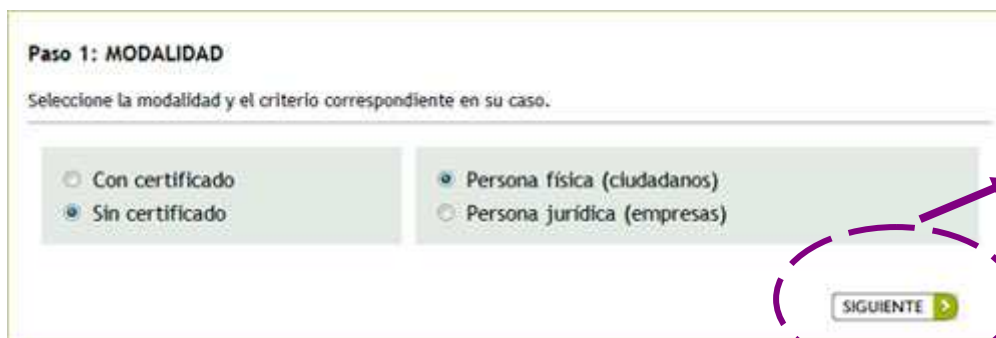 Paso 1: MODALIDAD
Seleccione la modalidad y el criterio correspondiente en su caso.
Con certificado
Sin certificado
Persona física (ciudadanos)
Persona jurídica (empresas)
SIGUIENTE